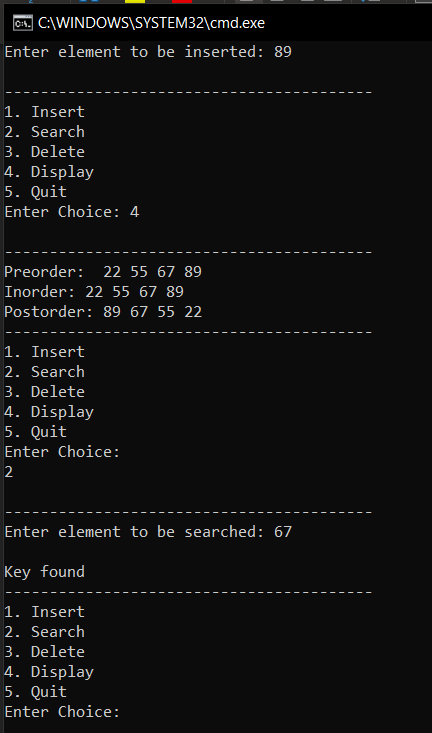 C:\WINDOWS\SYSTEM32\cmd.exe
Enter element to be inserted: 89
----------------------------------------
1. Insert
2. Search
3. Delete
4. Display
5. Quit
Enter Choice: 4
----------------------------------------
Preorder:  22 55 67 89
Inorder: 22 55 67 89
Postorder: 89 67 55 22
----------------------------------------
1. Insert
2. Search
3. Delete
4. Display
5. Quit
Enter Choice:
2
----------------------------------------
Enter element to be searched: 67
Key found
----------------------------------------
1. Insert
2. Search
3. Delete
4. Display
5. Quit
Enter Choice: